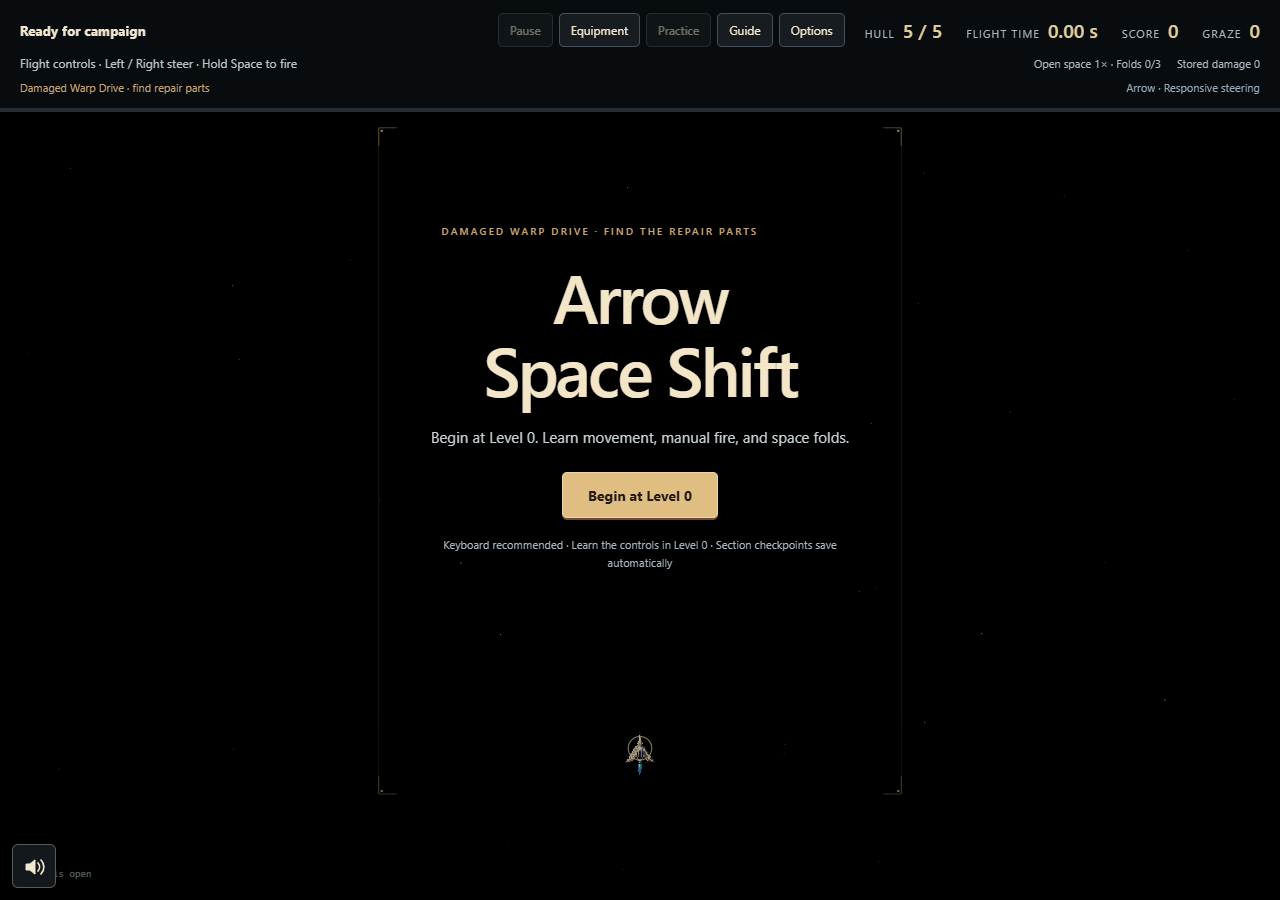 Ready for campaign
Pause
Equipment
Practice
Guide
Options
HULL 5 / 5
FLIGHT TIME 0.00 s
SCORE 0
GRAZE 0
Flight controls · Left / Right steer · Hold Space to fire
Open space 1× · Folds 0/3
Stored damage 0
Damaged Warp Drive · find repair parts
Arrow · Responsive steering
DAMAGED WARP DRIVE · FIND THE REPAIR PARTS
Arrow
Space Shift
Begin at Level 0. Learn movement, manual fire, and space folds.
Begin at Level 0
Keyboard recommended · Learn the controls in Level 0 · Section checkpoints save
automatically
is open